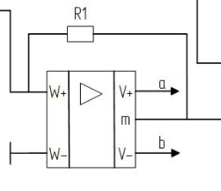 R1
W+ V+ a
m
W- V- b